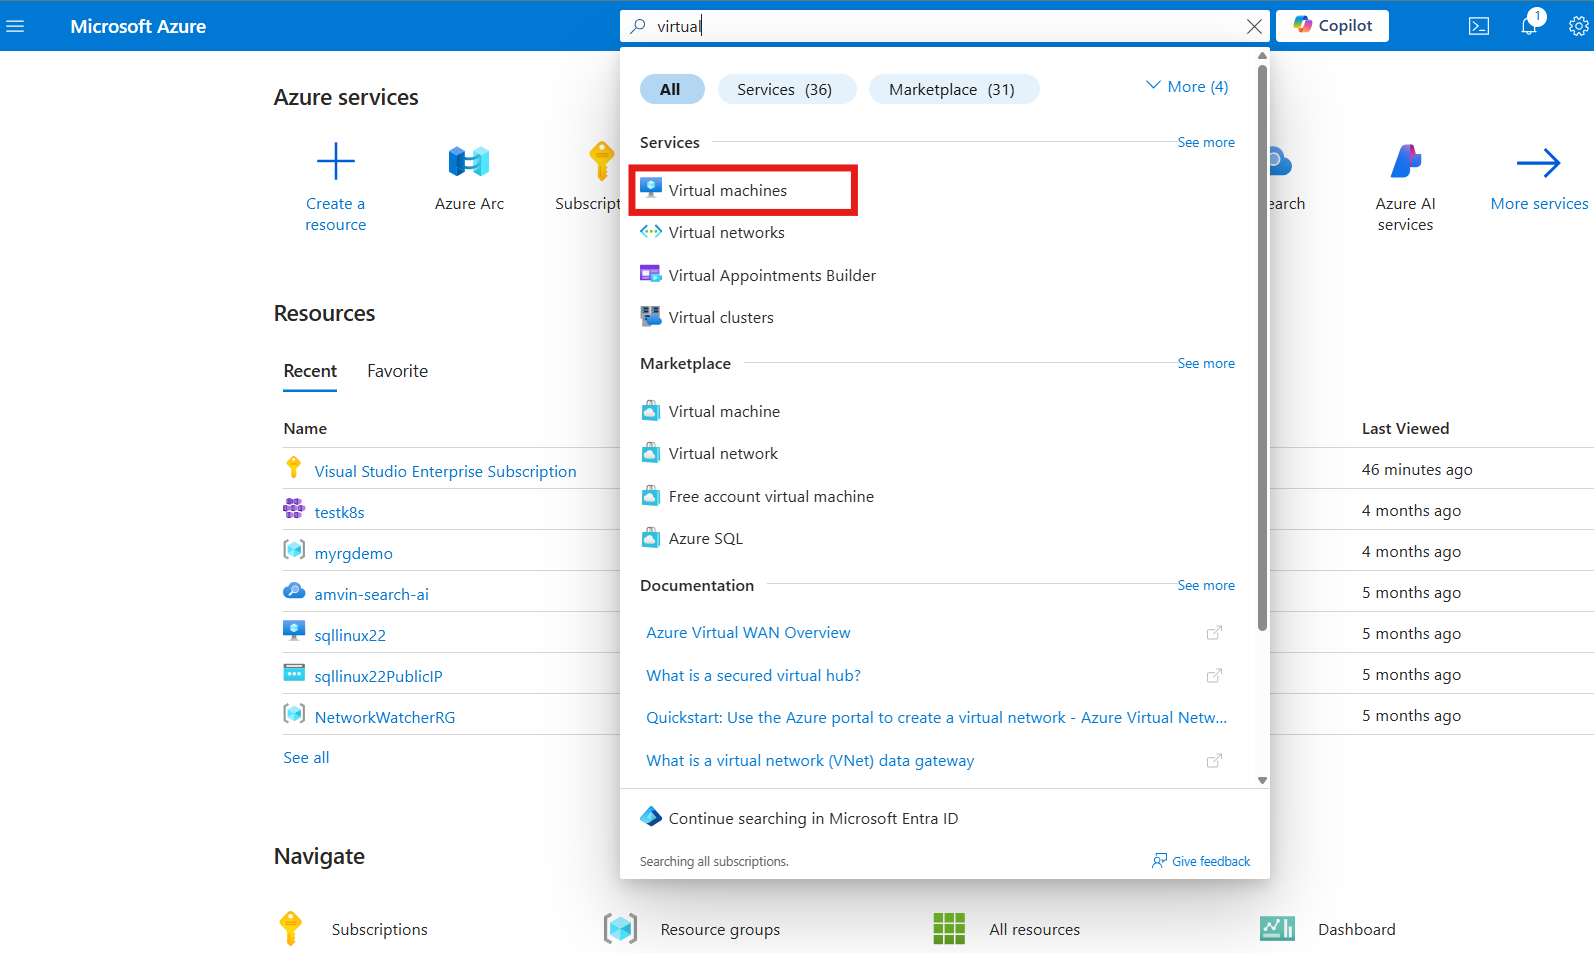 Microsoft Azure
virtual
Copilot
1
All
Services (36)
Marketplace (31)
More (4)
Azure services
Create a
resource
Azure Arc
Subscript
earch
Azure AI
services
More services
Services
See more
Virtual machines
Virtual networks
Virtual Appointments Builder
Virtual clusters
Marketplace
See more
Virtual machine
Virtual network
Free account virtual machine
Azure SQL
Documentation
See more
Azure Virtual WAN Overview
What is a secured virtual hub?
Quickstart: Use the Azure portal to create a virtual network - Azure Virtual Netw...
What is a virtual network (VNet) data gateway
Continue searching in Microsoft Entra ID
Searching all subscriptions.
Give feedback
Resources
Recent
Favorite
Name
Last Viewed
Visual Studio Enterprise Subscription
46 minutes ago
testk8s
4 months ago
myrgdemo
4 months ago
amvin-search-ai
5 months ago
sqllinux22
5 months ago
sqllinux22PublicIP
5 months ago
NetworkWatcherRG
5 months ago
See all
Navigate
Subscriptions
Resource groups
All resources
Dashboard